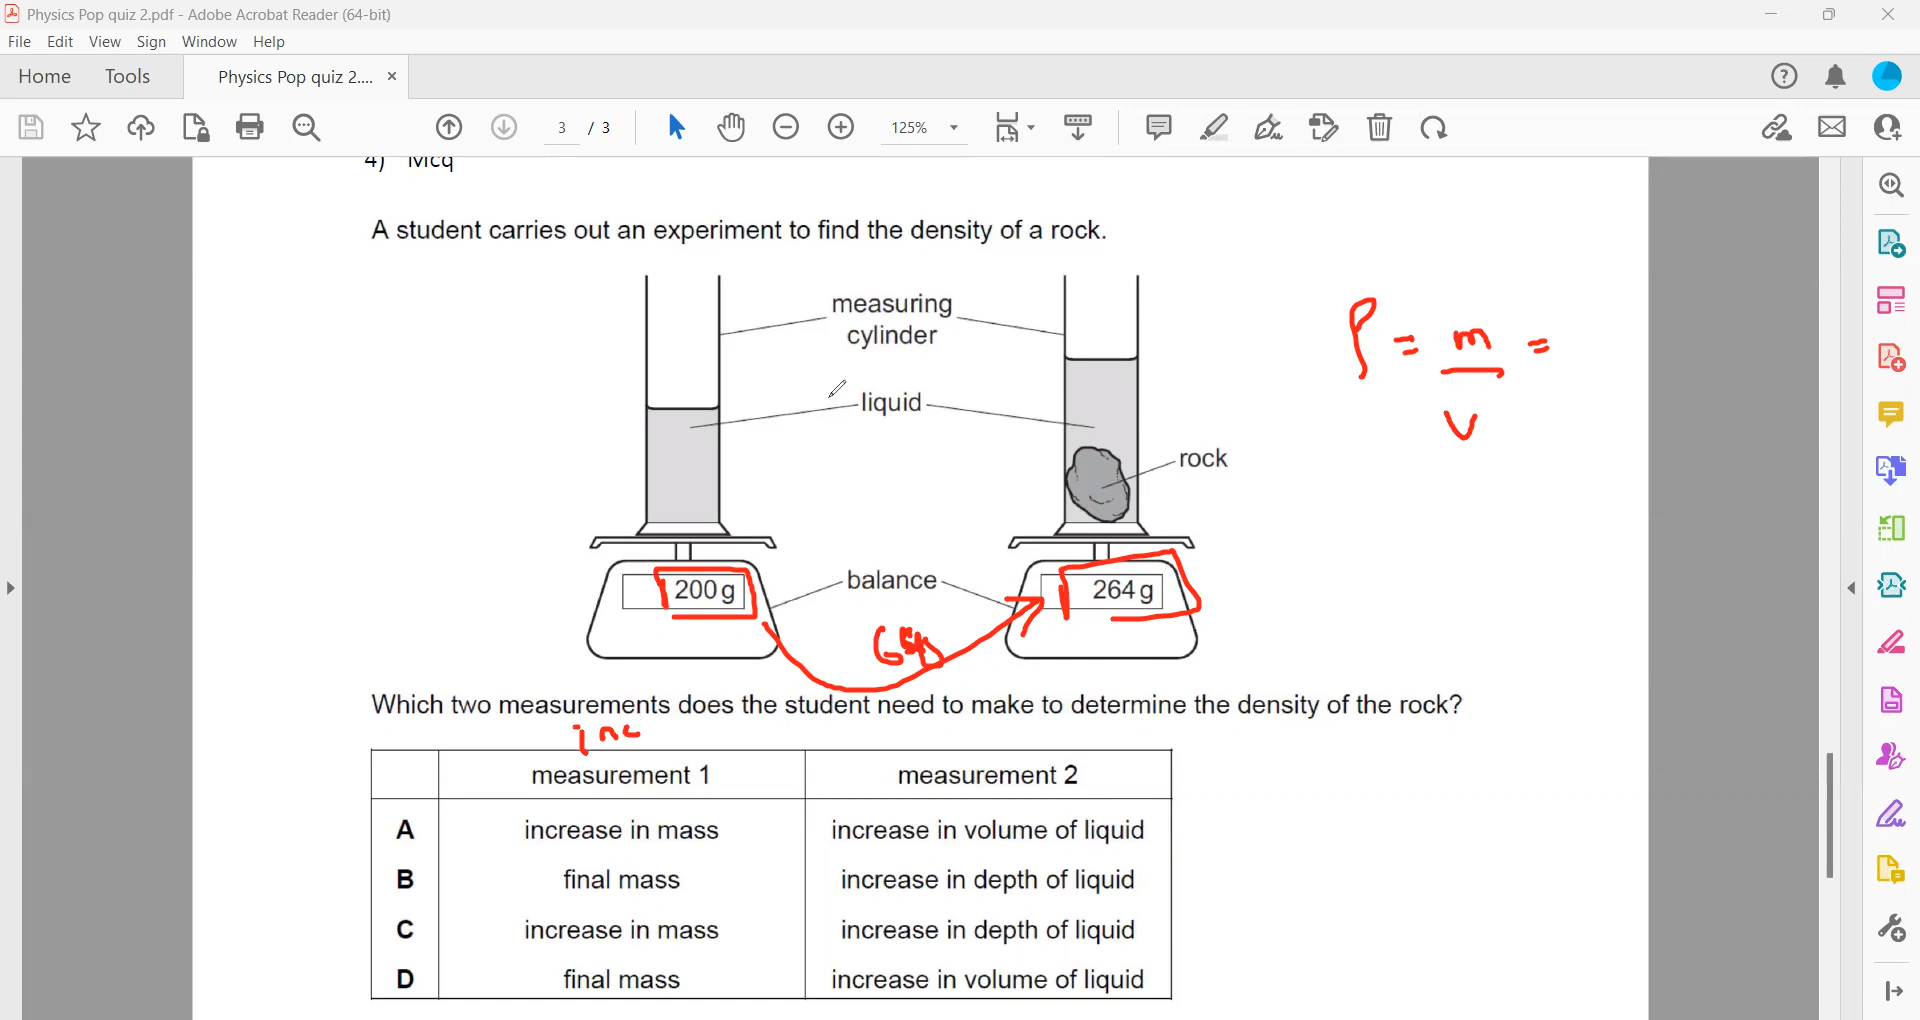 Physics Pop quiz 2.pdf - Adobe Acrobat Reader (64-bit)
File Edit View Sign Window Help
Home Tools Physics Pop quiz 2.... ×
3 / 3 125%
4) Mcq
A student carries out an experiment to find the density of a rock.
measuring
cylinder
ρ = m =
v
liquid
rock
balance
200 g
264 g
Which two measurements does the student need to make to determine the density of the rock?
inc
measurement 1 measurement 2
A increase in mass increase in volume of liquid
B final mass increase in depth of liquid
C increase in mass increase in depth of liquid
D final mass increase in volume of liquid